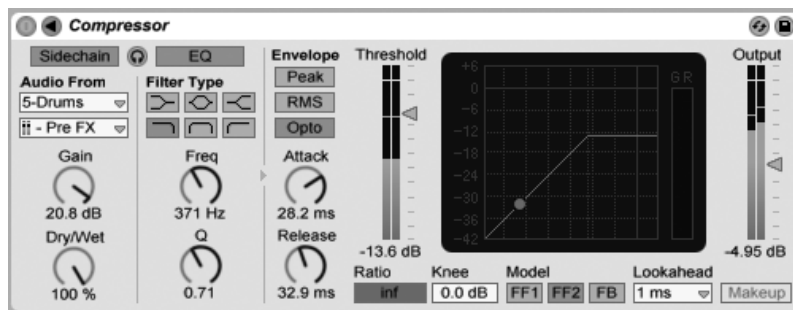 Compressor
Sidechain EQ Envelope Threshold Output
Audio From Filter Type Peak
5-Drums RMS
- Pre FX Opto
Gain Freq Attack
20.8 dB 371 Hz 28.2 ms
Dry/Wet Q Release
100 % 0.71 32.9 ms
+6
0
-6
-12
-18
-24
-30
-36
-42
GR
-13.6 dB -4.95 dB
Ratio Knee Model Lookahead
inf 0.0 dB FF1 FF2 FB 1 ms Makeup